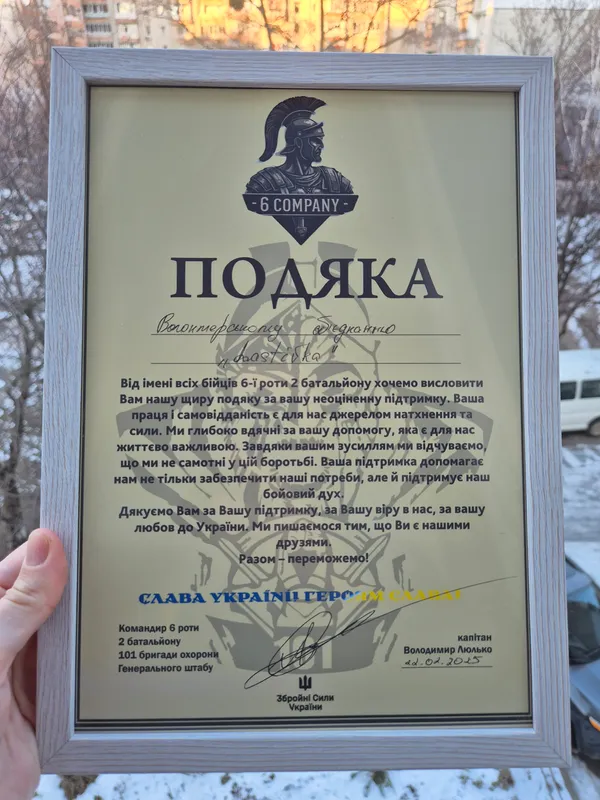 - 6 COMPANY -
ПОДЯКА
Волонтерському обєднанню
"Lastivka"
Від імені всіх бійців 6-ї роти 2 батальйону хочемо висловити
Вам нашу щиру подяку за вашу неоціненну підтримку. Ваша
праця і самовідданість є для нас джерелом натхнення та
сили. Ми глибоко вдячні за вашу допомогу, яка є для нас
життєво важливою. Завдяки вашим зусиллям ми відчуваємо,
що ми не самотні у цій боротьбі. Ваша підтримка допомагає
нам не тільки забезпечити наші потреби, але й підтримує наш
бойовий дух.
Дякуємо Вам за Вашу підтримку, за Вашу віру в нас, за вашу
любов до України. Ми пишаємося тим, що Ви є нашими
друзями.
Разом – переможемо!
СЛАВА УКРАЇНІ! ГЕРОЯМ СЛАВА!
Командир 6 роти
2 батальйону
101 бригади охорони
Генерального штабу
капітан
Володимир Люлько
22.02.2025
Збройні Сили
України